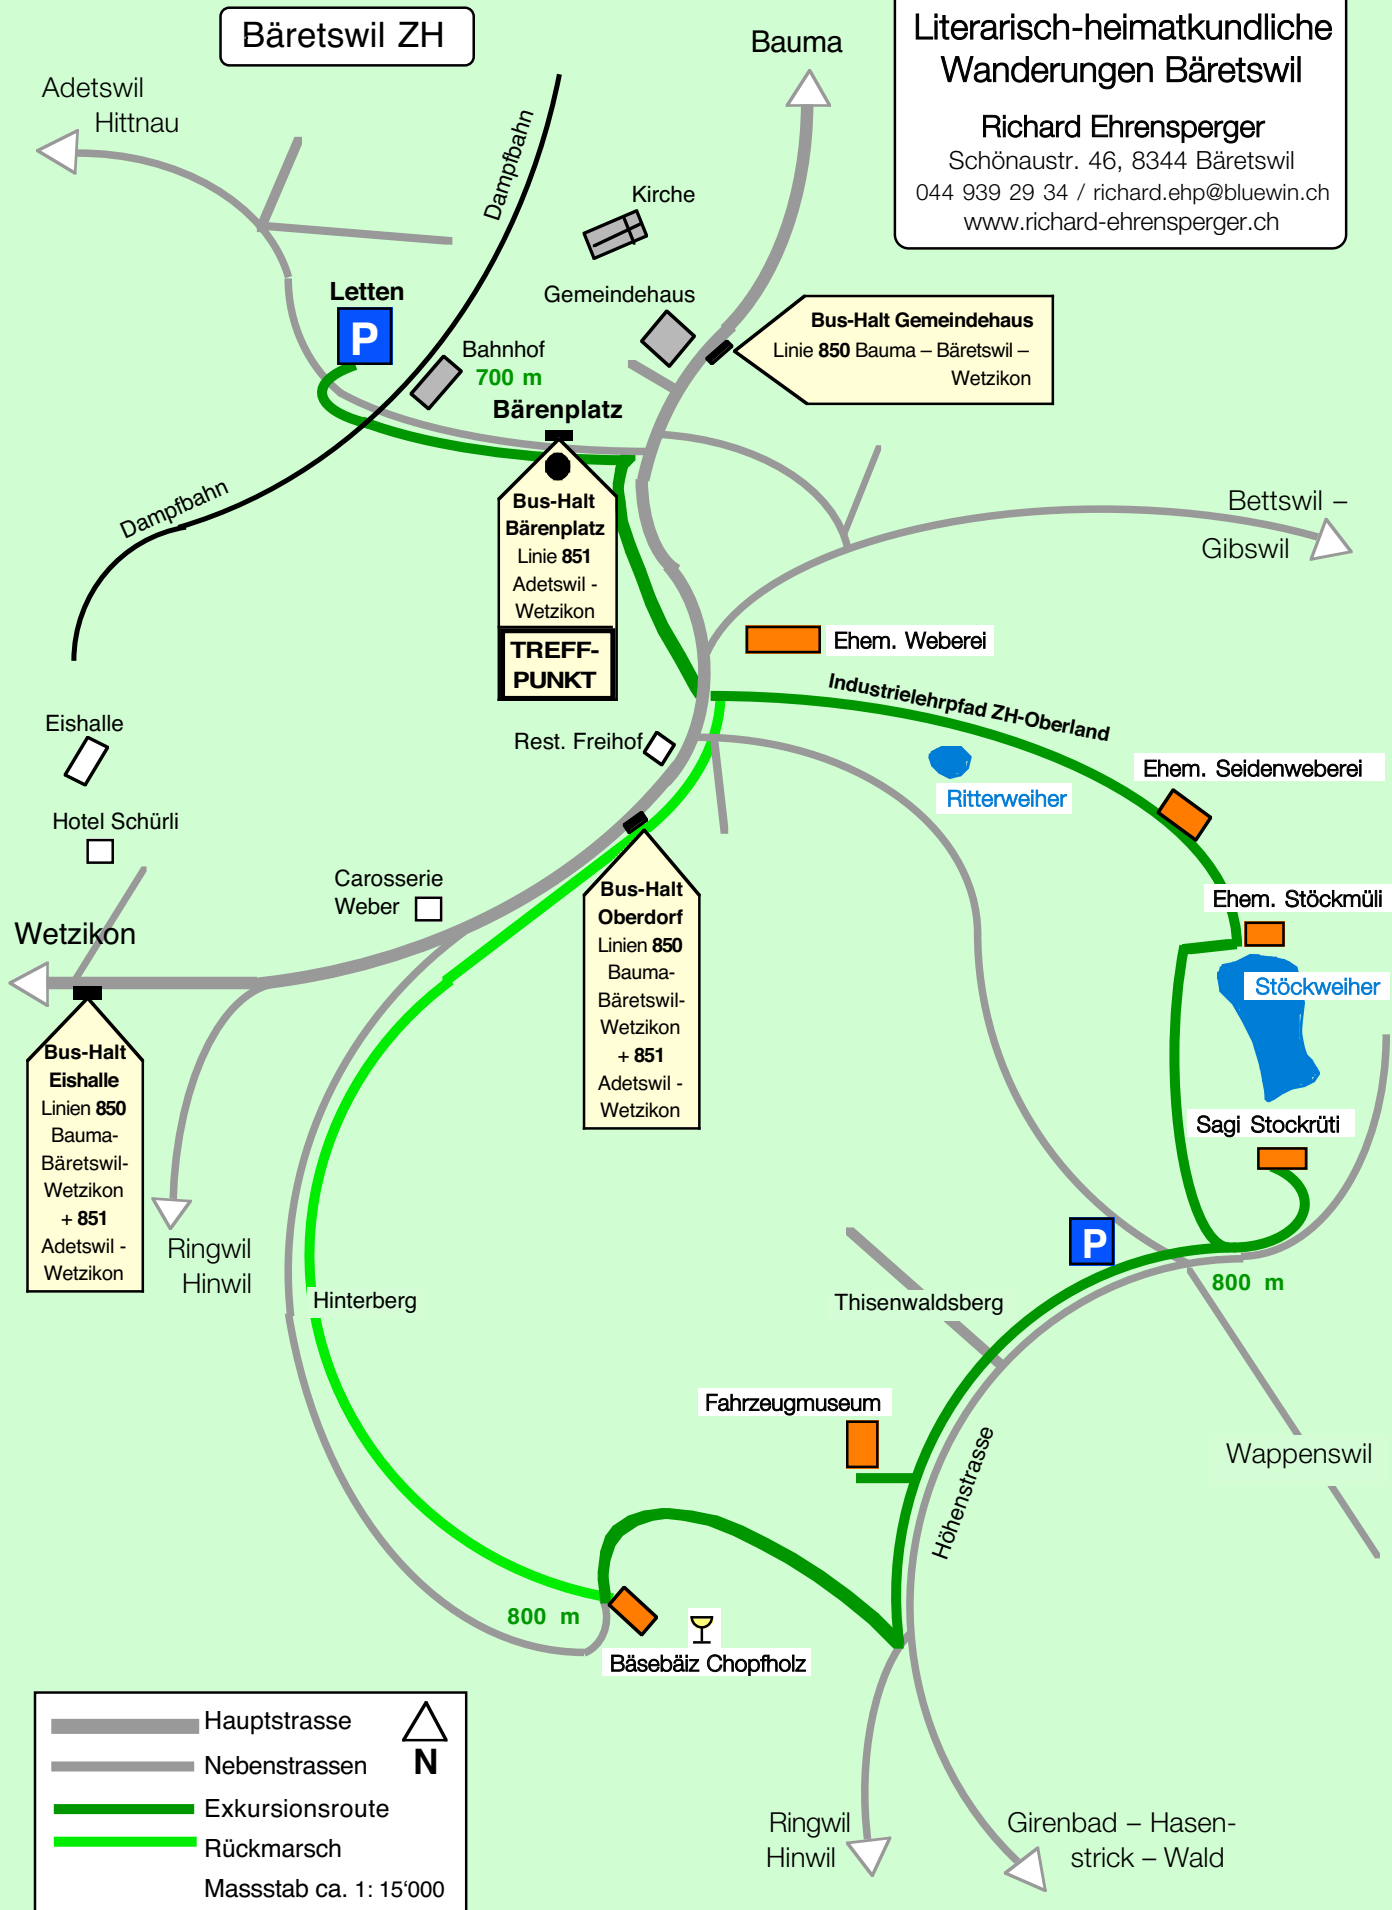 Bäretswil ZH
Literarisch-heimatkundliche
Wanderungen Bäretswil
Richard Ehrensperger
Schönaustr. 46, 8344 Bäretswil
044 939 29 34 / richard.ehp@bluewin.ch
www.richard-ehrensperger.ch
Bauma
Adetswil
Hittnau
Dampfbahn
Kirche
Letten
P
Gemeindehaus
Bus-Halt Gemeindehaus
Linie 850 Bauma – Bäretswil –
Wetzikon
Bahnhof
700 m
Bärenplatz
Bus-Halt
Bärenplatz
Linie 851
Adetswil -
Wetzikon
TREFF-
PUNKT
Dampfbahn
Bettswil –
Gibswil
Ehem. Weberei
Industrielehrpfad ZH-Oberland
Eishalle
Rest. Freihof
Ritterweiher
Ehem. Seidenweberei
Hotel Schürli
Carosserie
Weber
Ehem. Stöckmüli
Stöckweiher
Wetzikon
Bus-Halt
Oberdorf
Linien 850
Bauma-
Bäretswil-
Wetzikon
+ 851
Adetswil -
Wetzikon
Bus-Halt
Eishalle
Linien 850
Bauma-
Bäretswil-
Wetzikon
+ 851
Adetswil -
Wetzikon
Sagi Stockrüti
Ringwil
Hinwil
P
800 m
Hinterberg
Thisenwaldsberg
Fahrzeugmuseum
Höhenstrasse
Wappenswil
800 m
Bäsebäiz Chopfholz
Hauptstrasse
Nebenstrassen
N
Exkursionsroute
Rückmarsch
Massstab ca. 1: 15'000
Ringwil
Hinwil
Girenbad – Hasen-
strick – Wald